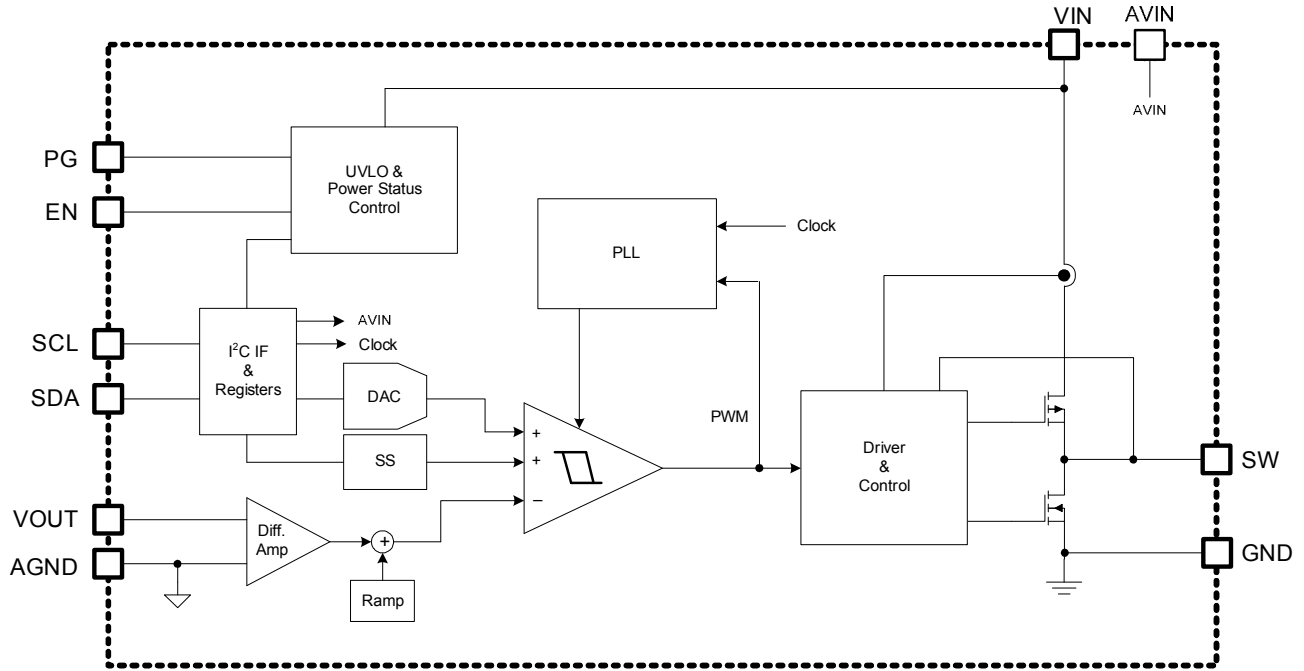 VIN
AVIN
AVIN
PG
EN
UVLO &
Power Status
Control
PLL
Clock
SCL
SDA
I²C IF
&
Registers
AVIN
Clock
DAC
SS
+
+
–
PWM
Driver
&
Control
SW
VOUT
AGND
Diff.
Amp
+
Ramp
GND